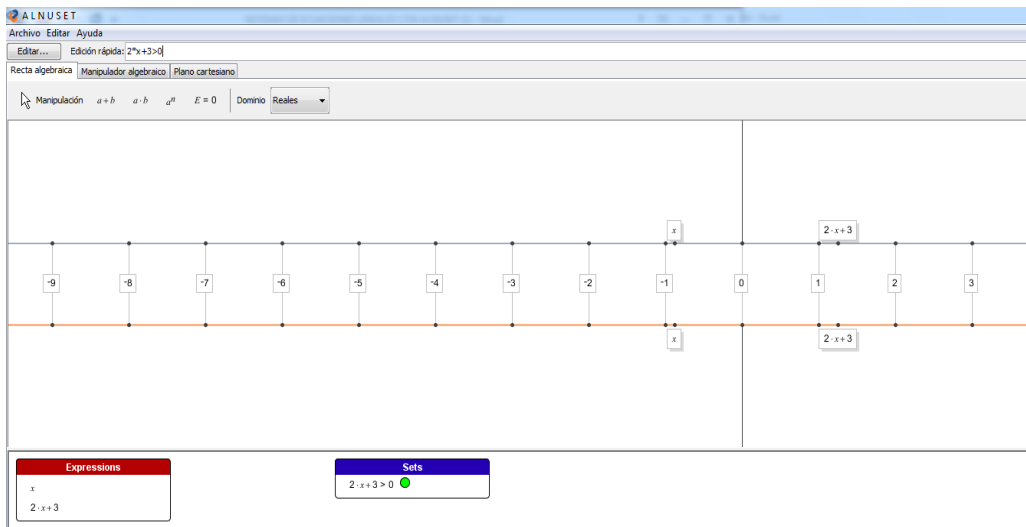 ALNUSET
Archivo Editar Ayuda
Editar... Edición rápida: 2*x+3>0
Recta algebraica Manipulador algebraico Plano cartesiano
Manipulación a+b a·b aⁿ E = 0 Dominio Reales
x 2·x+3
-9 -8 -7 -6 -5 -4 -3 -2 -1 0 1 2 3
x 2·x+3
Expressions Sets
x 2·x+3 > 0
2·x+3